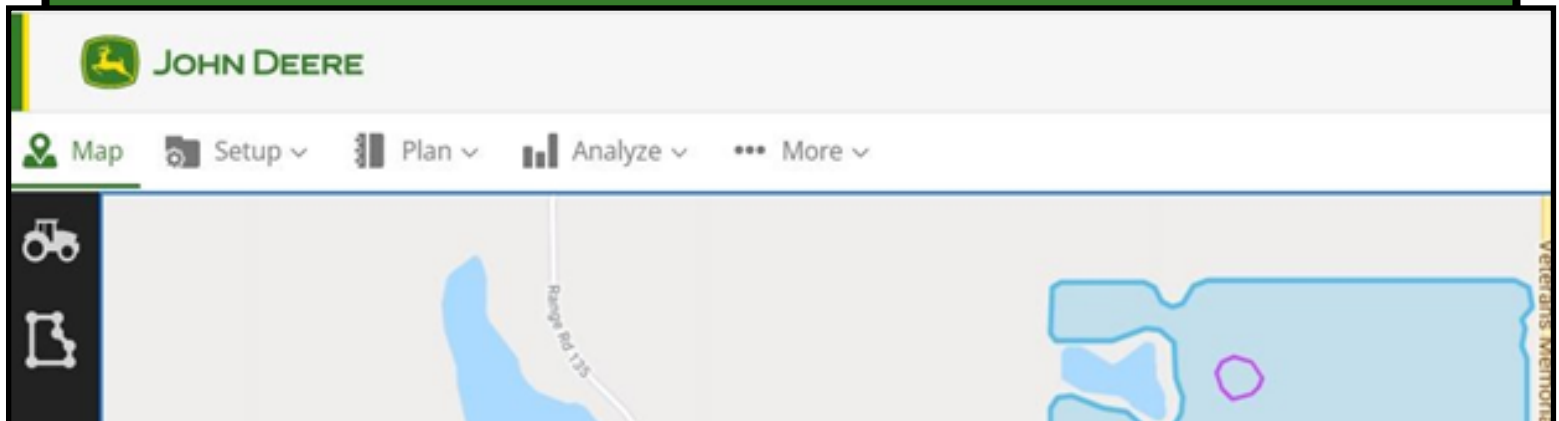 JOHN DEERE
Map Setup Plan Analyze More
Range Rd 135
Veterans Memoria